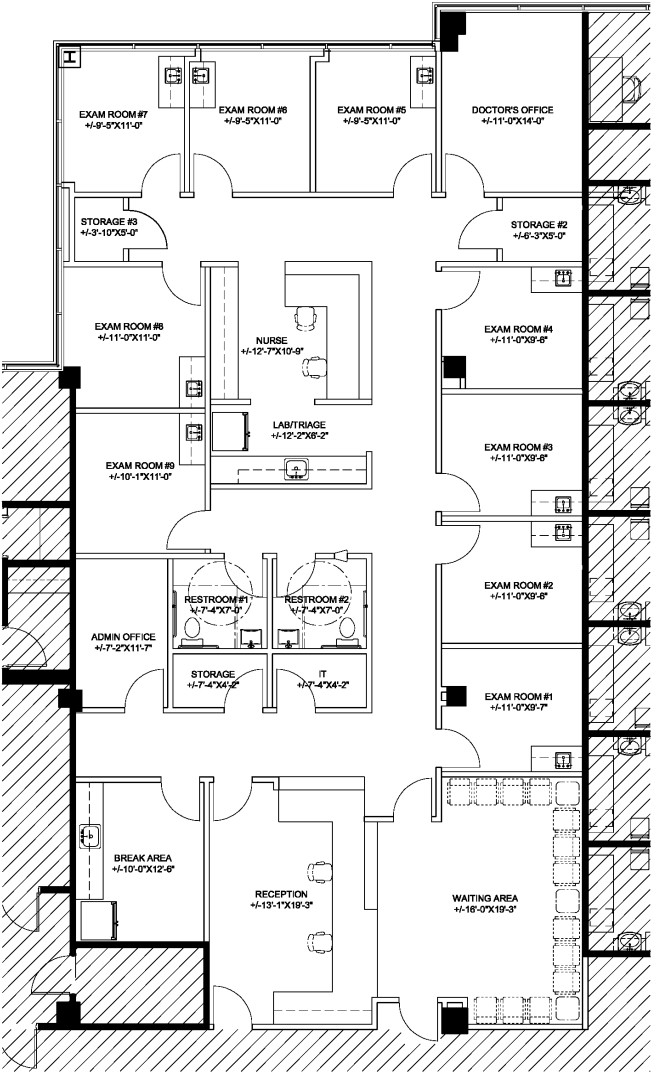 H
EXAM ROOM #7
+/-9'-5"X11'-0"
EXAM ROOM #6
+/-9'-5"X11'-0"
EXAM ROOM #5
+/-9'-5"X11'-0"
DOCTOR'S OFFICE
+/-11'-0"X14'-0"
STORAGE #3
+/-3'-10"X5'-0"
STORAGE #2
+/-6'-3"X5'-0"
EXAM ROOM #8
+/-11'-0"X11'-0"
NURSE
+/-12'-7"X10'-9"
EXAM ROOM #4
+/-11'-0"X9'-6"
LAB/TRIAGE
+/-12'-2"X6'-2"
EXAM ROOM #3
+/-11'-0"X9'-6"
EXAM ROOM #9
+/-10'-1"X11'-0"
EXAM ROOM #2
+/-11'-0"X9'-6"
RESTROOM #1
+/-7'-4"X7'-0"
RESTROOM #2
+/-7'-4"X7'-0"
ADMIN OFFICE
+/-7'-2"X11'-7"
STORAGE
+/-7'-4"X4'-2"
IT
+/-7'-4"X4'-2"
EXAM ROOM #1
+/-11'-0"X9'-7"
BREAK AREA
+/-10'-0"X12'-6"
RECEPTION
+/-13'-1"X19'-3"
WAITING AREA
+/-16'-0"X19'-3"